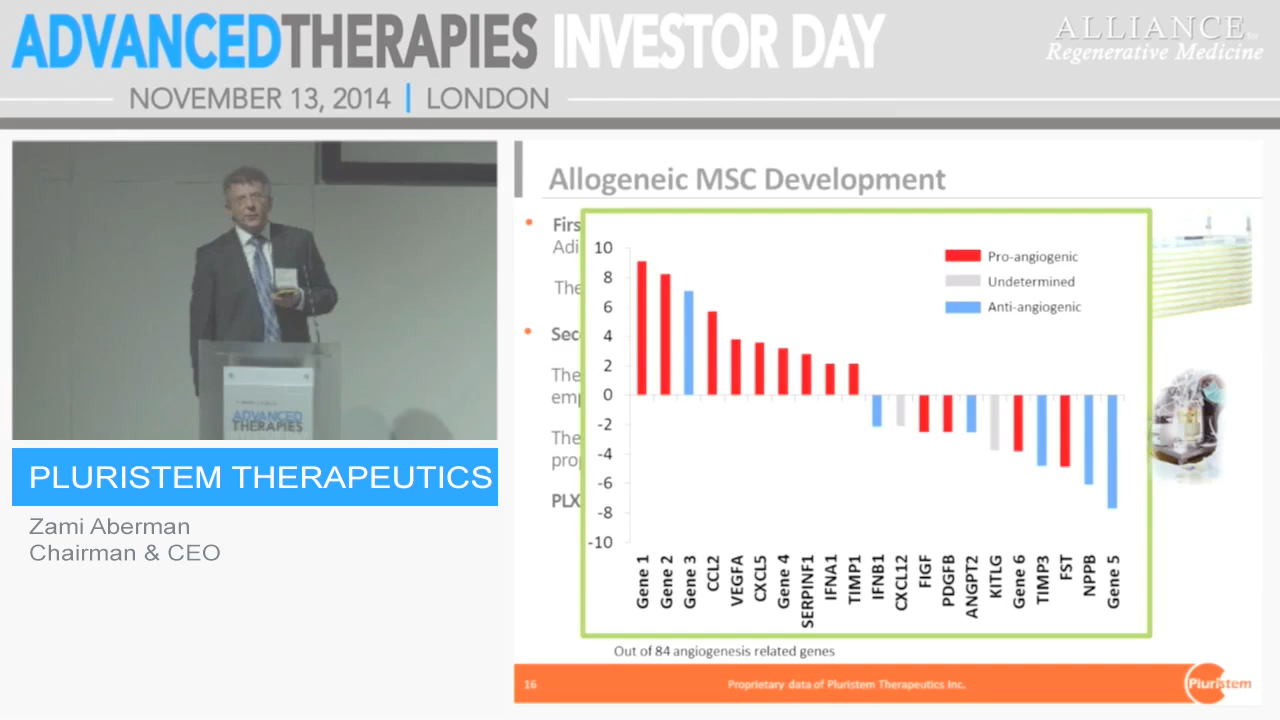 ADVANCEDTHERAPIES INVESTOR DAY
ALLIANCE for
Regenerative Medicine
NOVEMBER 13, 2014 | LONDON
ADVANCED
THERAPIES
PLURISTEM THERAPEUTICS
Zami Aberman
Chairman & CEO
Allogeneic MSC Development
Firs
Adi
The
Sec
The
emp
The
prop
PLX
10
8
6
4
2
0
-2
-4
-6
-8
-10
Pro-angiogenic
Undetermined
Anti-angiogenic
Gene 1
Gene 2
Gene 3
CCL2
VEGFA
CXCL5
Gene 4
SERPINF1
IFNA1
TIMP1
IFNB1
CXCL12
FIGF
PDGFB
ANGPT2
KITLG
Gene 6
TIMP3
FST
NPPB
Gene 5
Out of 84 angiogenesis related genes
16
Proprietary data of Pluristem Therapeutics Inc.
Pluristem